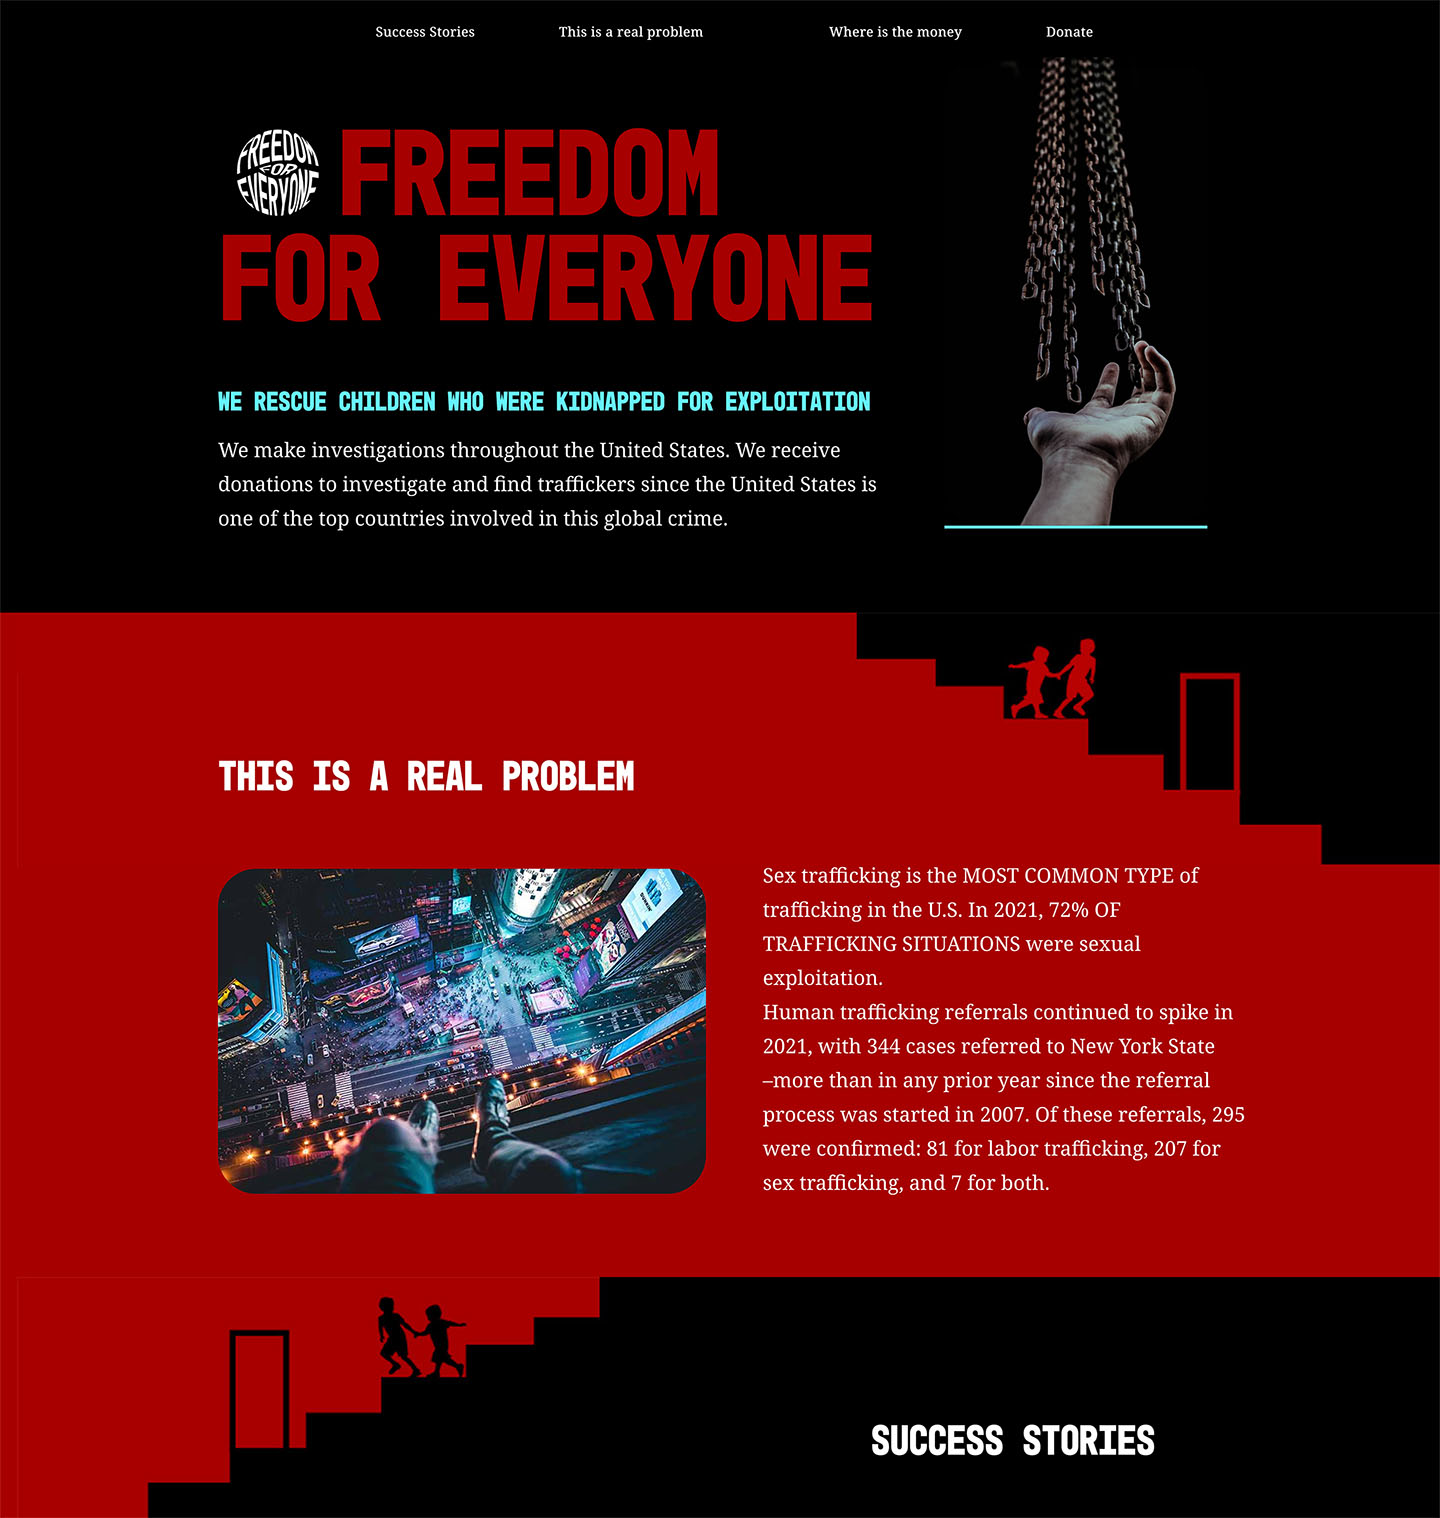 Success Stories
This is a real problem
Where is the money
Donate
FREEDOM
FOR
EVERYONE
FREEDOM
FOR EVERYONE
WE RESCUE CHILDREN WHO WERE KIDNAPPED FOR EXPLOITATION
We make investigations throughout the United States. We receive
donations to investigate and find traffickers since the United States is
one of the top countries involved in this global crime.
THIS IS A REAL PROBLEM
Sex trafficking is the MOST COMMON TYPE of
trafficking in the U.S. In 2021, 72% OF
TRAFFICKING SITUATIONS were sexual
exploitation.
Human trafficking referrals continued to spike in
2021, with 344 cases referred to New York State
–more than in any prior year since the referral
process was started in 2007. Of these referrals, 295
were confirmed: 81 for labor trafficking, 207 for
sex trafficking, and 7 for both.
SUCCESS STORIES